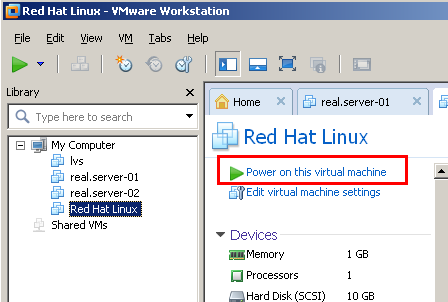 Red Hat Linux - VMware Workstation
File Edit View VM Tabs Help
Library
Type here to search
My Computer
lvs
real.server-01
real.server-02
Red Hat Linux
Shared VMs
Home real.server-01
Red Hat Linux
Power on this virtual machine
Edit virtual machine settings
Devices
Memory 1 GB
Processors 1
Hard Disk (SCSI) 10 GB